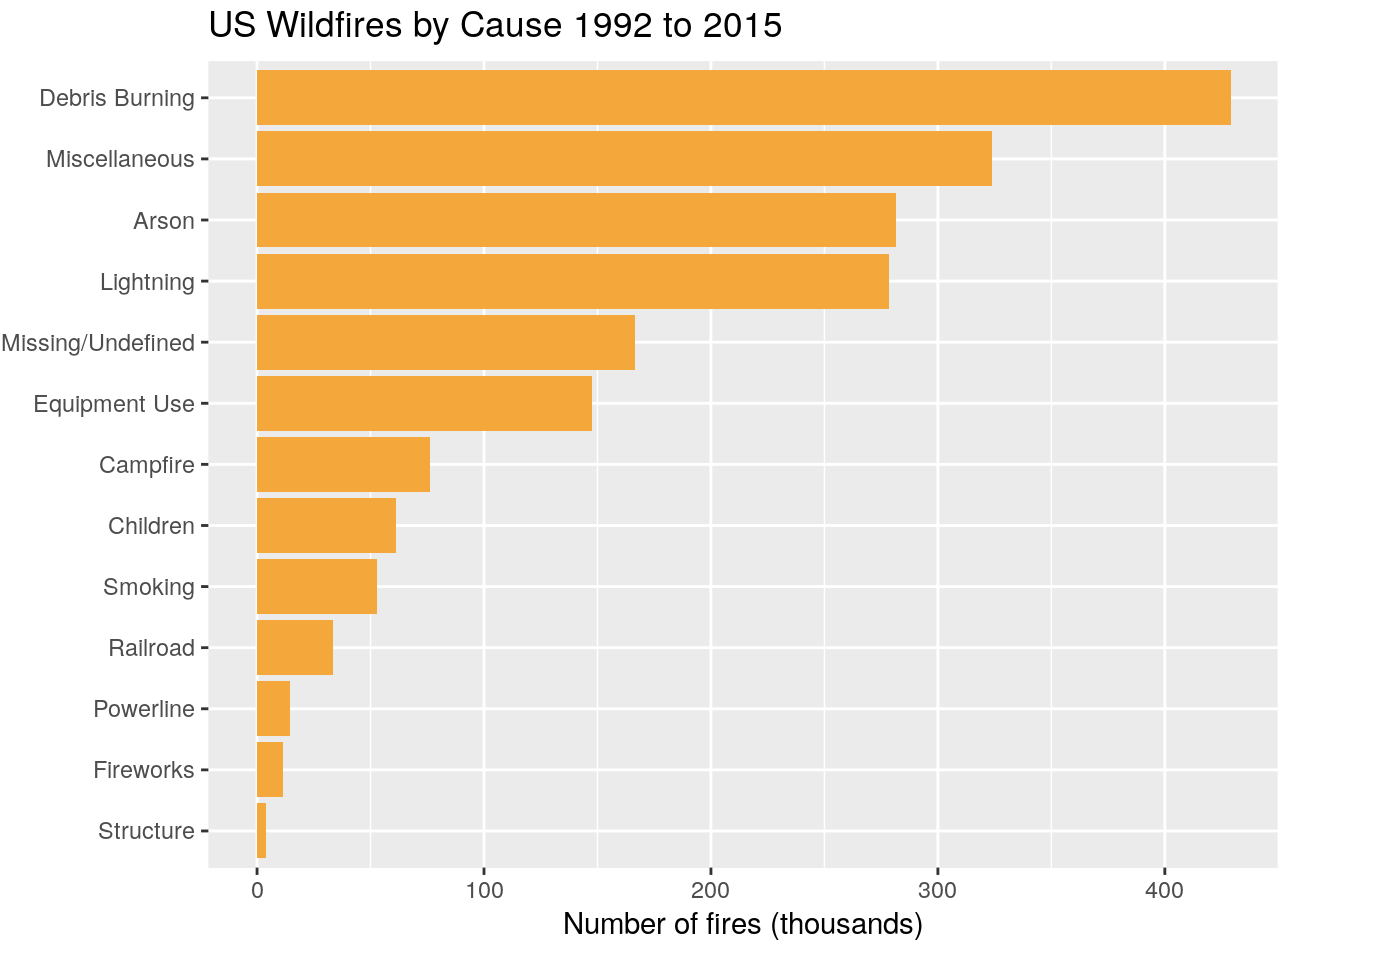 US Wildfires by Cause 1992 to 2015
Debris Burning
Miscellaneous
Arson
Lightning
Missing/Undefined
Equipment Use
Campfire
Children
Smoking
Railroad
Powerline
Fireworks
Structure
0 100 200 300 400
Number of fires (thousands)